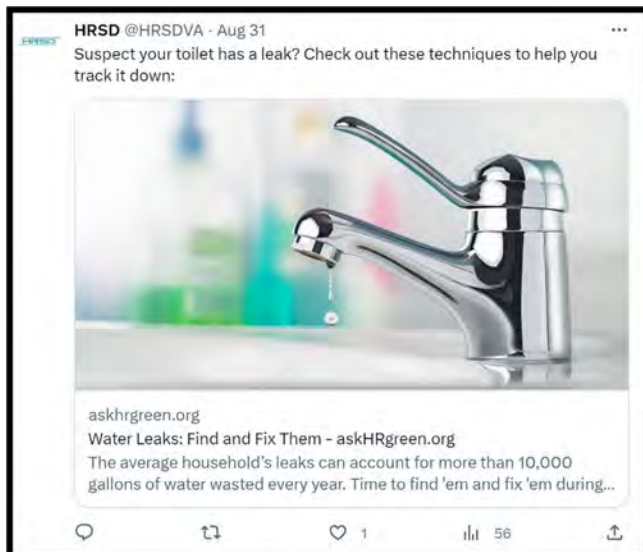 HRSD @HRSDVA · Aug 31 ...
HRSD
Suspect your toilet has a leak? Check out these techniques to help you
track it down:
askhrgreen.org
Water Leaks: Find and Fix Them - askHRgreen.org
The average household's leaks can account for more than 10,000
gallons of water wasted every year. Time to find 'em and fix 'em during...
1
56